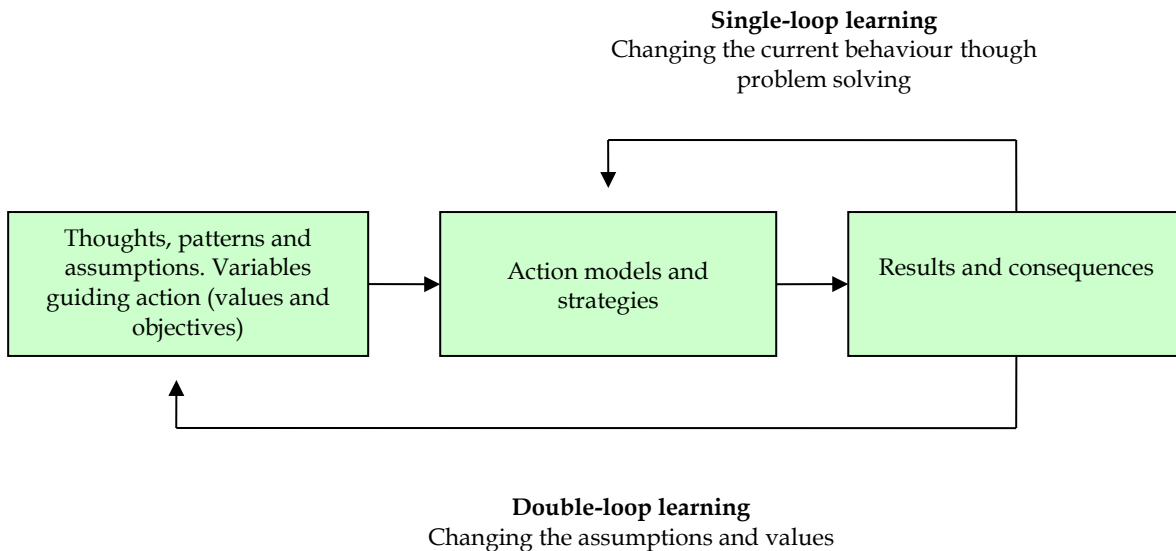 Single-loop learning
Changing the current behaviour though
problem solving
Thoughts, patterns and
assumptions. Variables
guiding action (values and
objectives)
Action models and
strategies
Results and consequences
Double-loop learning
Changing the assumptions and values